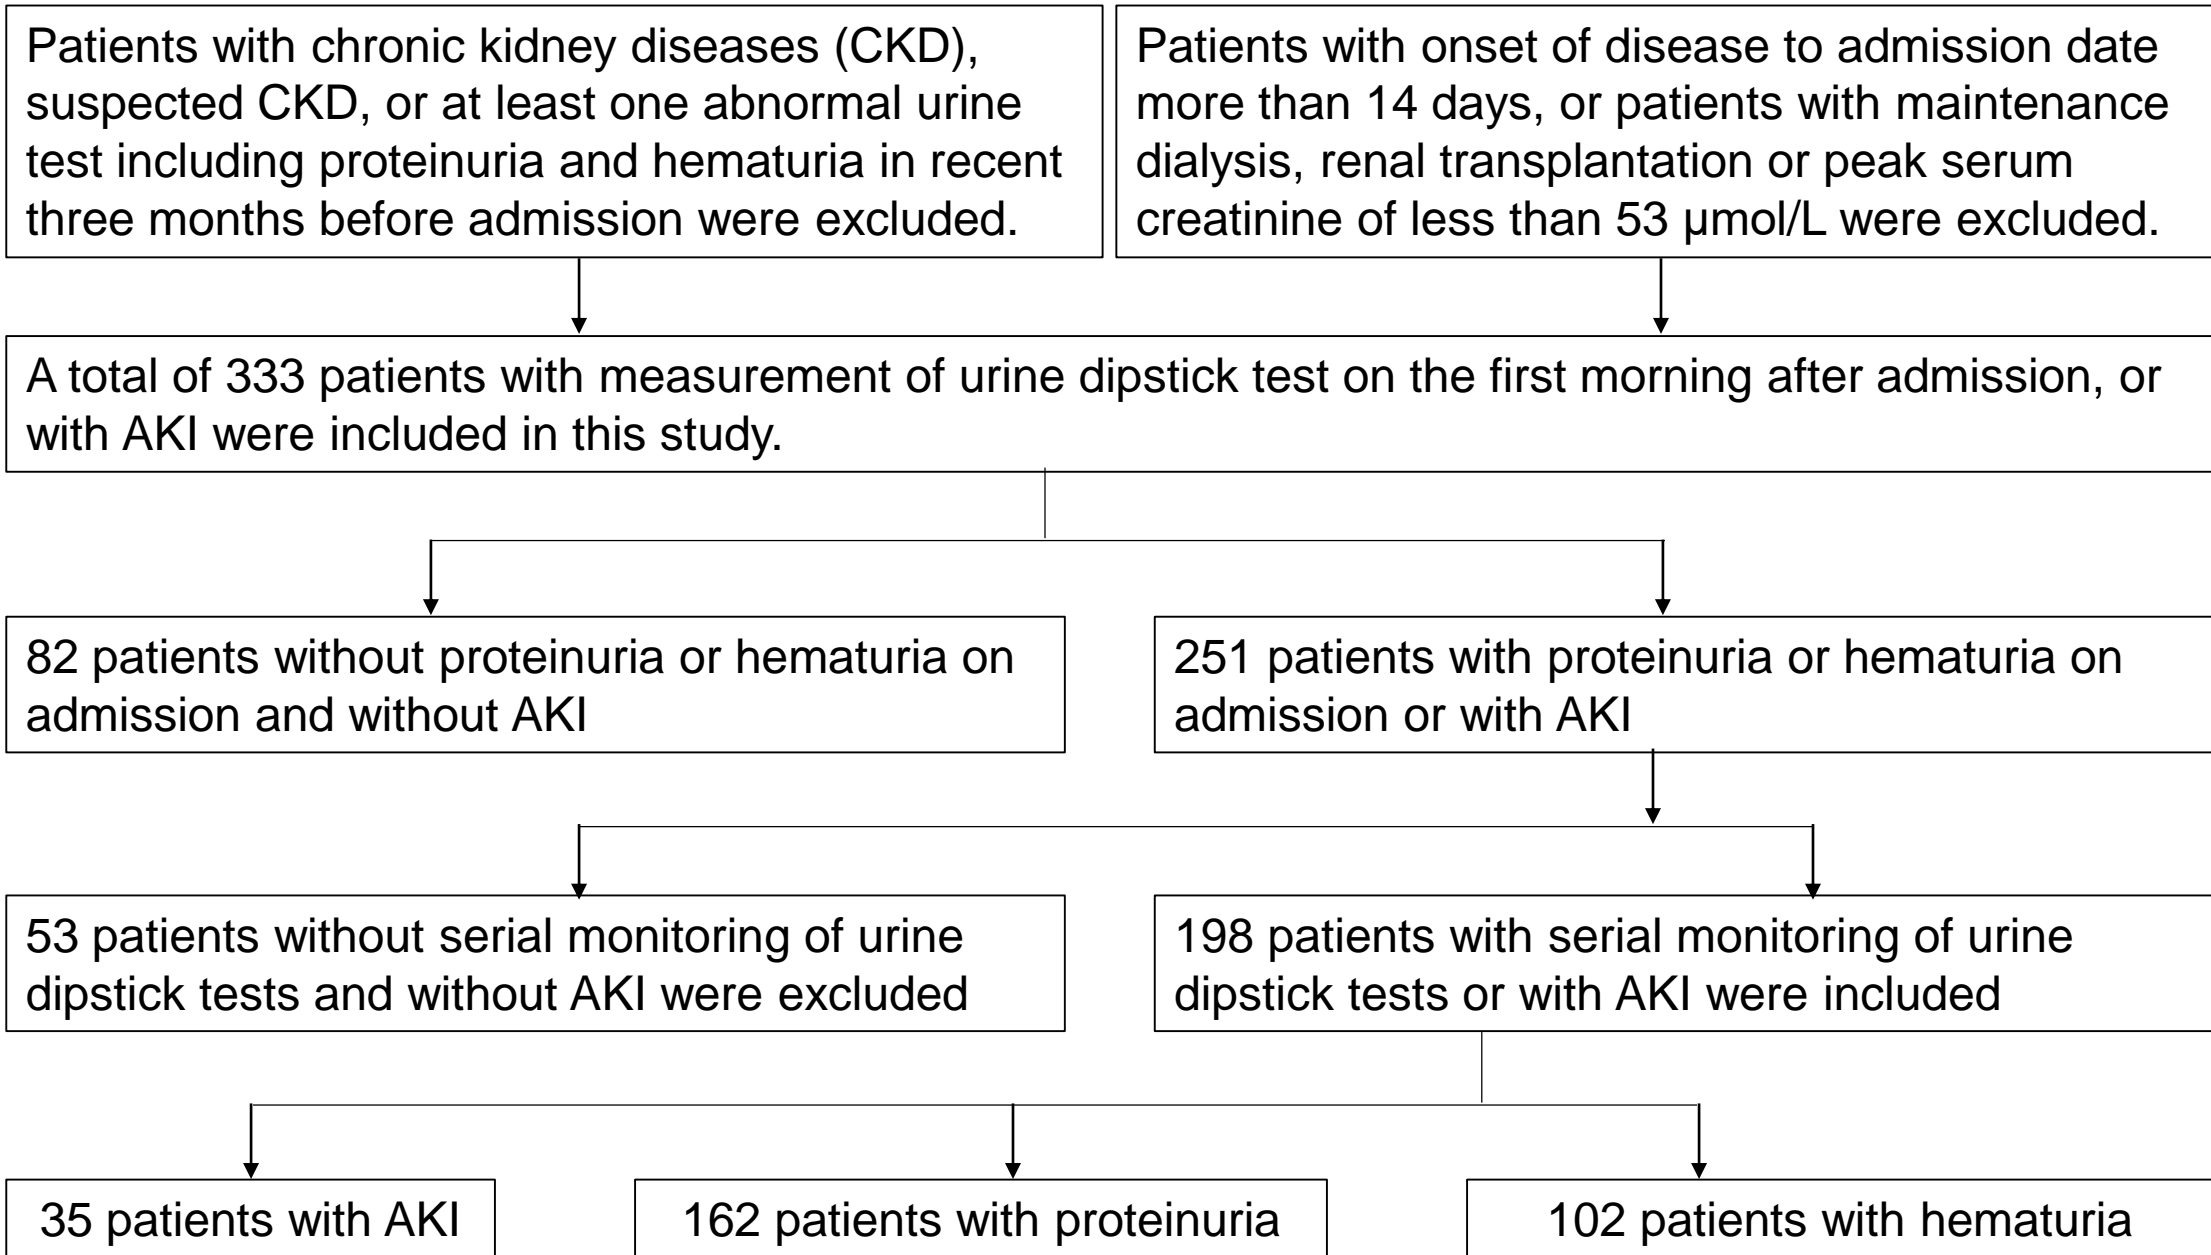 Patients with chronic kidney diseases (CKD),
suspected CKD, or at least one abnormal urine
test including proteinuria and hematuria in recent
three months before admission were excluded.
Patients with onset of disease to admission date
more than 14 days, or patients with maintenance
dialysis, renal transplantation or peak serum
creatinine of less than 53 μmol/L were excluded.
A total of 333 patients with measurement of urine dipstick test on the first morning after admission, or
with AKI were included in this study.
82 patients without proteinuria or hematuria on
admission and without AKI
251 patients with proteinuria or hematuria on
admission or with AKI
53 patients without serial monitoring of urine
dipstick tests and without AKI were excluded
198 patients with serial monitoring of urine
dipstick tests or with AKI were included
35 patients with AKI
162 patients with proteinuria
102 patients with hematuria